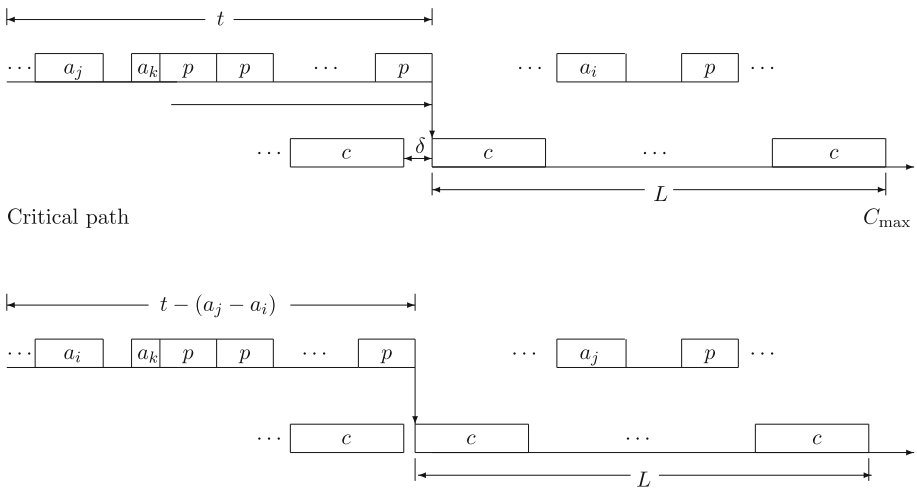 t
⋯ a_j a_k p p ⋯ p ⋯ a_i p ⋯
⋯ c δ c ⋯ c
L
Critical path C_max
t − (a_j − a_i)
⋯ a_i a_k p p ⋯ p ⋯ a_j p ⋯
⋯ c c ⋯ c
L